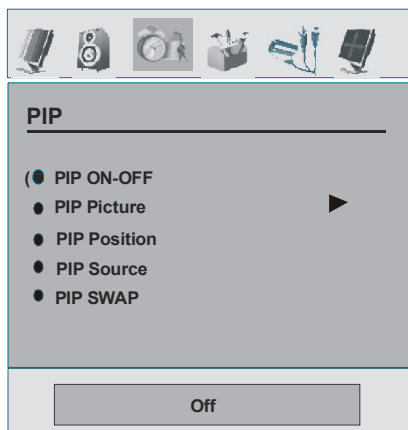 PIP
( PIP ON-OFF
PIP Picture
PIP Position
PIP Source
PIP SWAP
Off